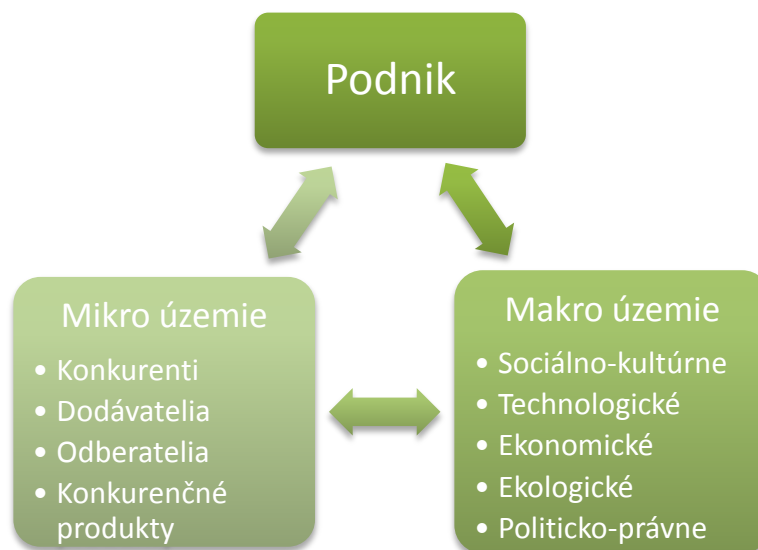 Podnik
Mikro územie
• Konkurenti
• Dodávatelia
• Odberatelia
• Konkurenčné
produkty
Makro územie
• Sociálno-kultúrne
• Technologické
• Ekonomické
• Ekologické
• Politicko-právne